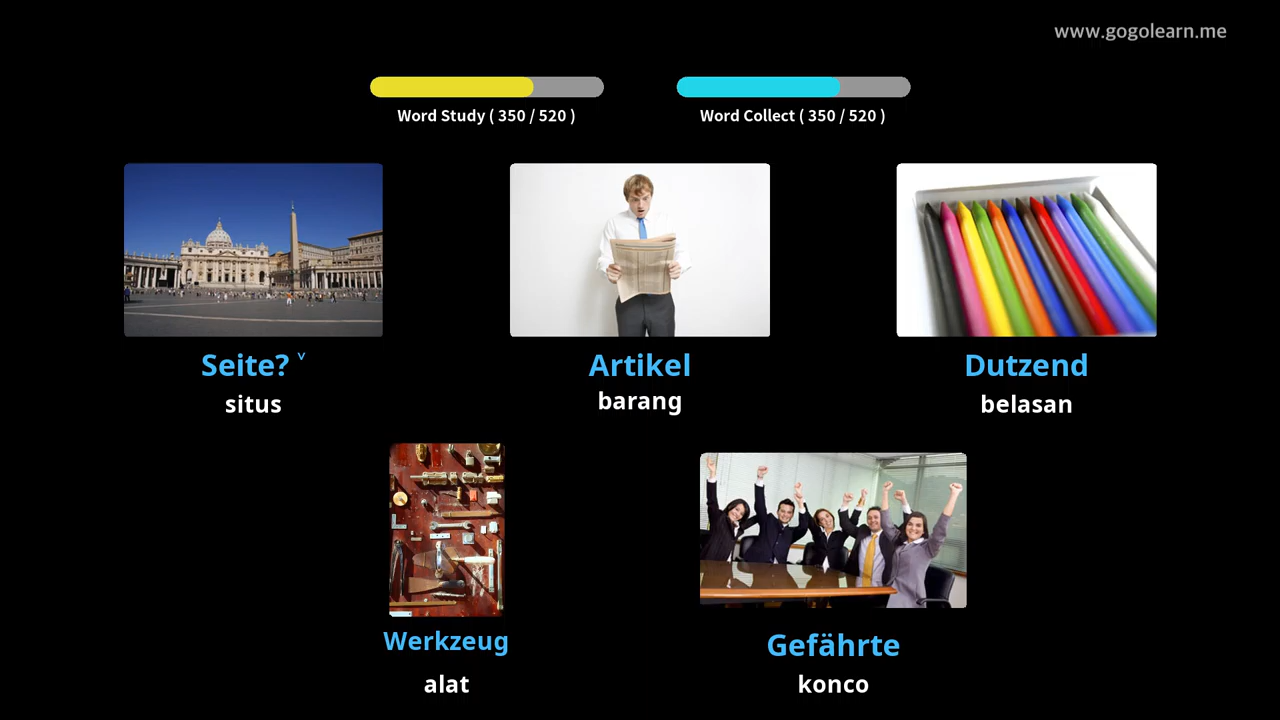 www.gogolearn.me
Word Study ( 350 / 520 )
Word Collect ( 350 / 520 )
Seite? ˅
Artikel
Dutzend
situs
barang
belasan
Werkzeug
Gefährte
alat
konco